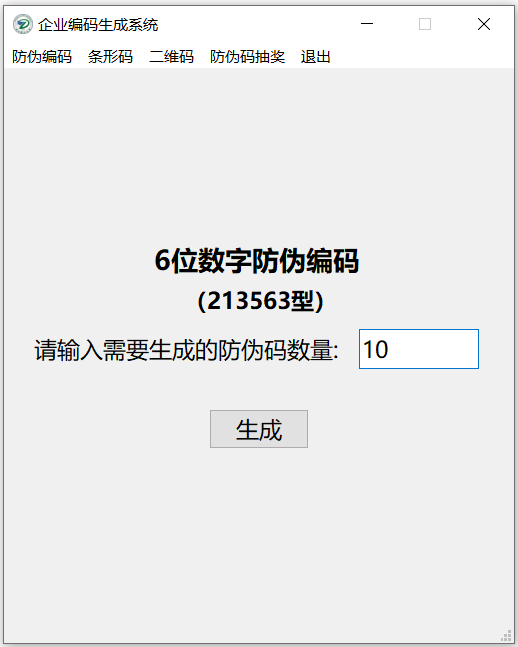 企业编码生成系统
防伪编码 条形码 二维码 防伪码抽奖 退出
6位数字防伪编码
（213563型）
请输入需要生成的防伪码数量: 10
生成